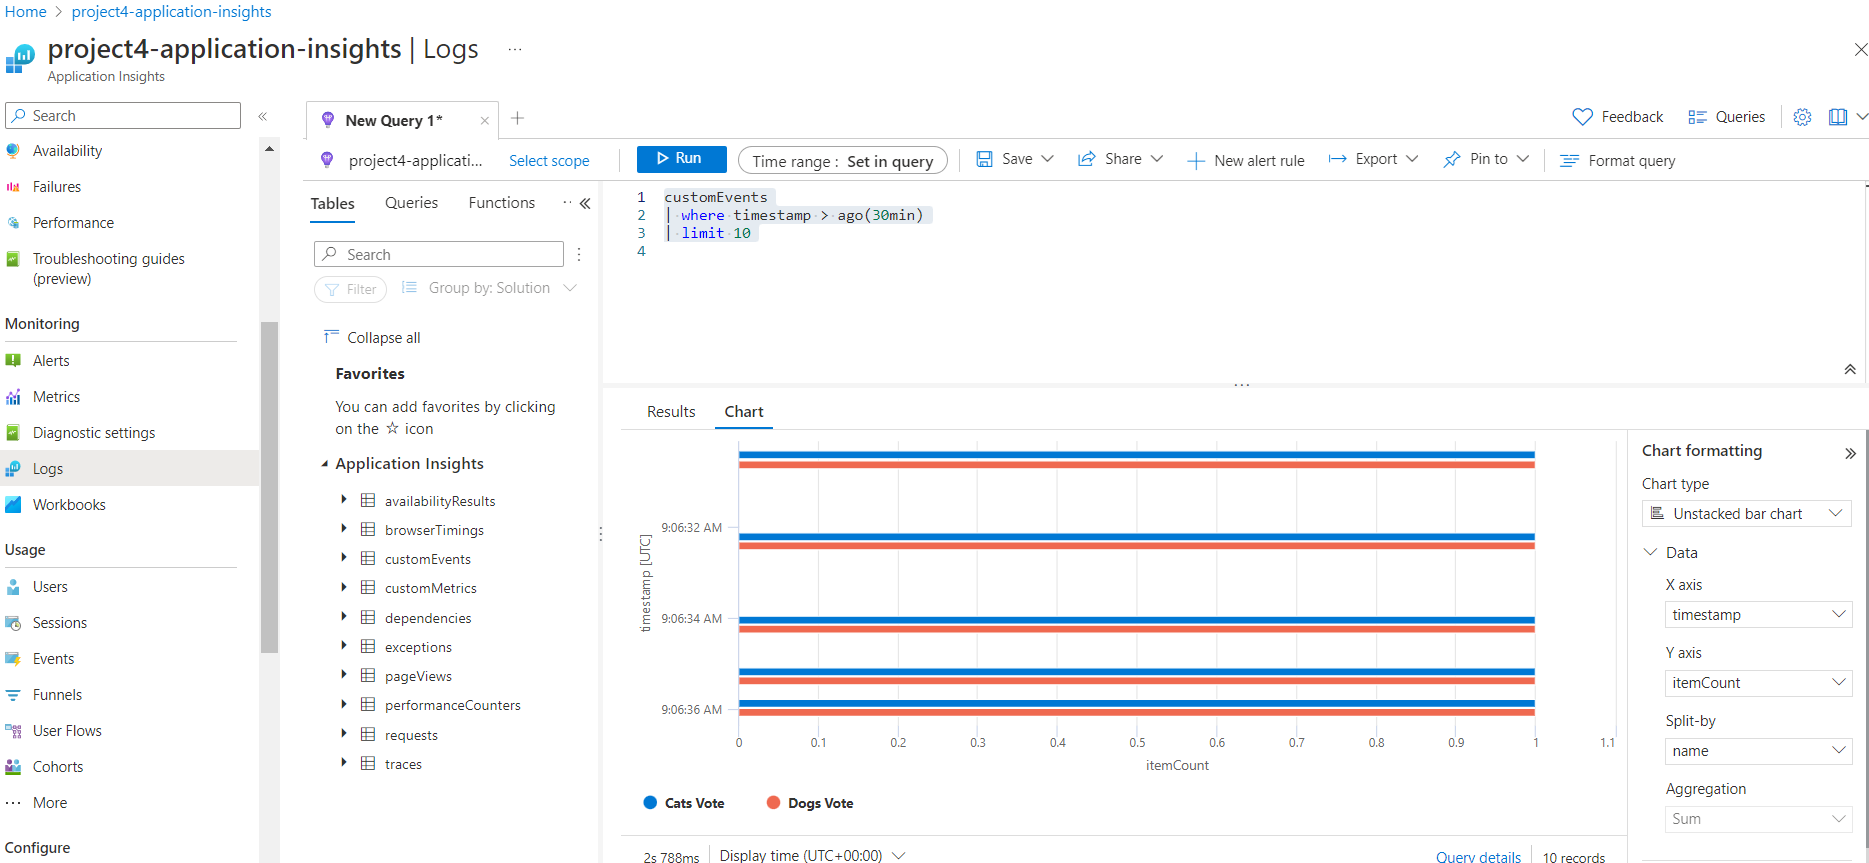 Home > project4-application-insights
project4-application-insights | Logs ...
Application Insights
Search «
Availability
Failures
Performance
Troubleshooting guides
(preview)
Monitoring
Alerts
Metrics
Diagnostic settings
Logs
Workbooks
Usage
Users
Sessions
Events
Funnels
User Flows
Cohorts
More
Configure
New Query 1*
Feedback
Queries
project4-applicati...
Select scope
Run
Time range : Set in query
Save
Share
New alert rule
Export
Pin to
Format query
Tables
Queries
Functions
Search
Filter
Group by: Solution
Collapse all
Favorites
You can add favorites by clicking
on the ☆ icon
Application Insights
availabilityResults
browserTimings
customEvents
customMetrics
dependencies
exceptions
pageViews
performanceCounters
requests
traces
1 customEvents
2 | where timestamp > ago(30min)
3 | limit 10
4
Results
Chart
timestamp [UTC]
9:06:32 AM
9:06:34 AM
9:06:36 AM
0 0.1 0.2 0.3 0.4 0.5 0.6 0.7 0.8 0.9 1 1.1
itemCount
Cats Vote
Dogs Vote
2s 788ms
Display time (UTC+00:00)
Query details
10 records
Chart formatting
Chart type
Unstacked bar chart
Data
X axis
timestamp
Y axis
itemCount
Split-by
name
Aggregation
Sum